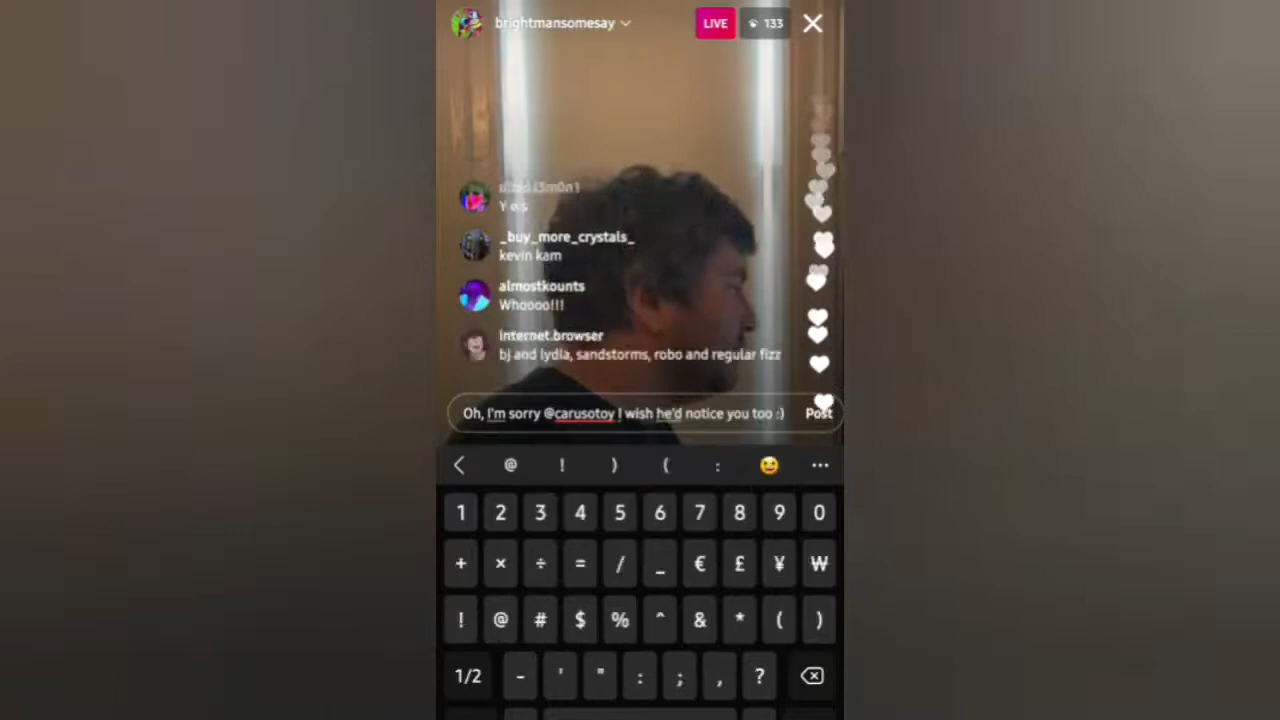 brightmansomesay
LIVE
133
Yes
_buy_more_crystals_
kevin kam
almostkounts
Whoooo!!!
internet.browser
bj and lydia, sandstorms, robo and regular fizz
Oh, I'm sorry @carusotoy I wish he'd notice you too :) Post
@ ! ) ( :
1 2 3 4 5 6 7 8 9 0
+ × ÷ = / _ € £ ¥ ₩
! @ # $ % ^ & * ( )
1/2 - ' " : ; , ?